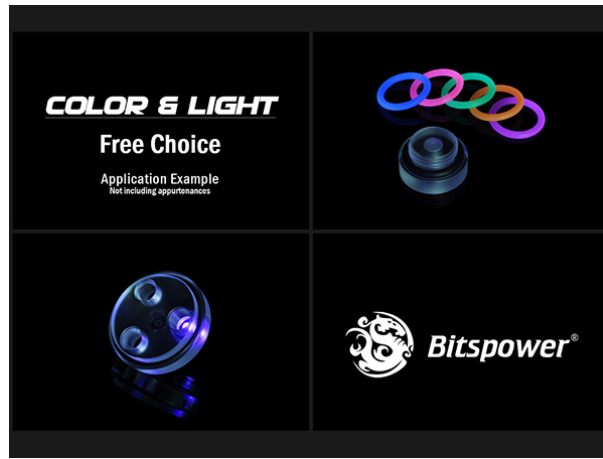 COLOR & LIGHT
Free Choice
Application Example
Not including appurtenances
Bitspower®